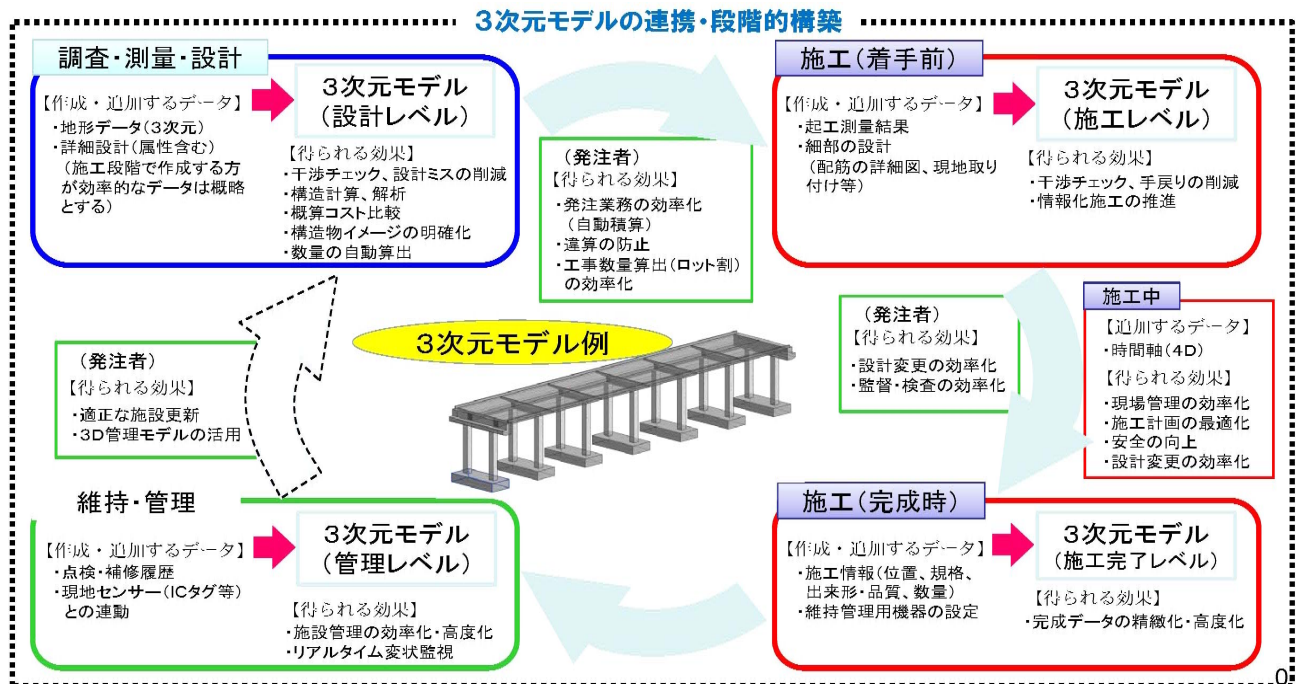 3次元モデルの連携・段階的構築
調査・測量・設計
【作成・追加するデータ】
・地形データ(3次元)
・詳細設計(属性含む)
(施工段階で作成する方
が効率的なデータは概略
とする)
3次元モデル
(設計レベル)
【得られる効果】
・干渉チェック、設計ミスの削減
・構造計算、解析
・概算コスト比較
・構造物イメージの明確化
・数量の自動算出
(発注者)
【得られる効果】
・発注業務の効率化
(自動積算)
・違算の防止
・工事数量算出(ロット割)
の効率化
施工(着手前)
【作成・追加するデータ】
・起工測量結果
・細部の設計
(配筋の詳細図、現地取り
付け等)
3次元モデル
(施工レベル)
【得られる効果】
・干渉チェック、手戻りの削減
・情報化施工の推進
(発注者)
【得られる効果】
・設計変更の効率化
・監督・検査の効率化
施工中
【追加するデータ】
・時間軸(4D)
【得られる効果】
・現場管理の効率化
・施工計画の最適化
・安全の向上
・設計変更の効率化
3次元モデル例
(発注者)
【得られる効果】
・適正な施設更新
・3D管理モデルの活用
維持・管理
【作成・追加するデータ】
・点検・補修履歴
・現地センサー(ICタグ等)
との連動
3次元モデル
(管理レベル)
【得られる効果】
・施設管理の効率化・高度化
・リアルタイム変状監視
施工(完成時)
【作成・追加するデータ】
・施工情報(位置、規格、
出来形・品質、数量)
・維持管理用機器の設定
3次元モデル
(施工完了レベル)
【得られる効果】
・完成データの精緻化・高度化
0